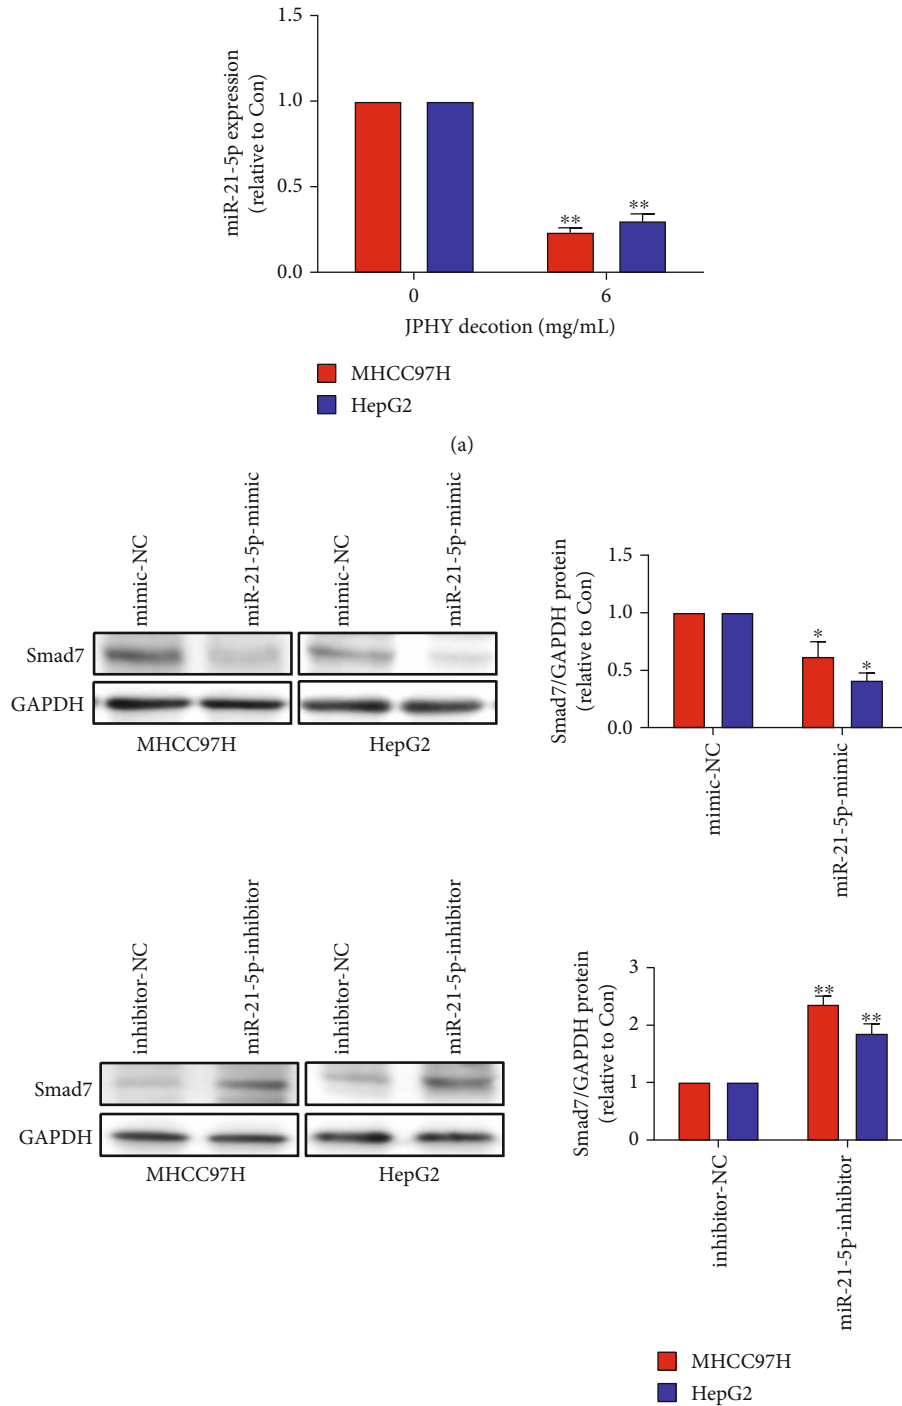 miR-21-5p expression
(relative to Con)
1.5
1.0
0.5
0.0
**
**
0
6
JPHY decotion (mg/mL)
MHCC97H
HepG2
(a)
mimic-NC
miR-21-5p-mimic
mimic-NC
miR-21-5p-mimic
Smad7
GAPDH
MHCC97H
HepG2
Smad7/GAPDH protein
(relative to Con)
1.5
1.0
0.5
0.0
*
*
mimic-NC
miR-21-5p-mimic
inhibitor-NC
miR-21-5p-inhibitor
inhibitor-NC
miR-21-5p-inhibitor
Smad7
GAPDH
MHCC97H
HepG2
Smad7/GAPDH protein
(relative to Con)
3
2
1
0
**
**
inhibitor-NC
miR-21-5p-inhibitor
MHCC97H
HepG2